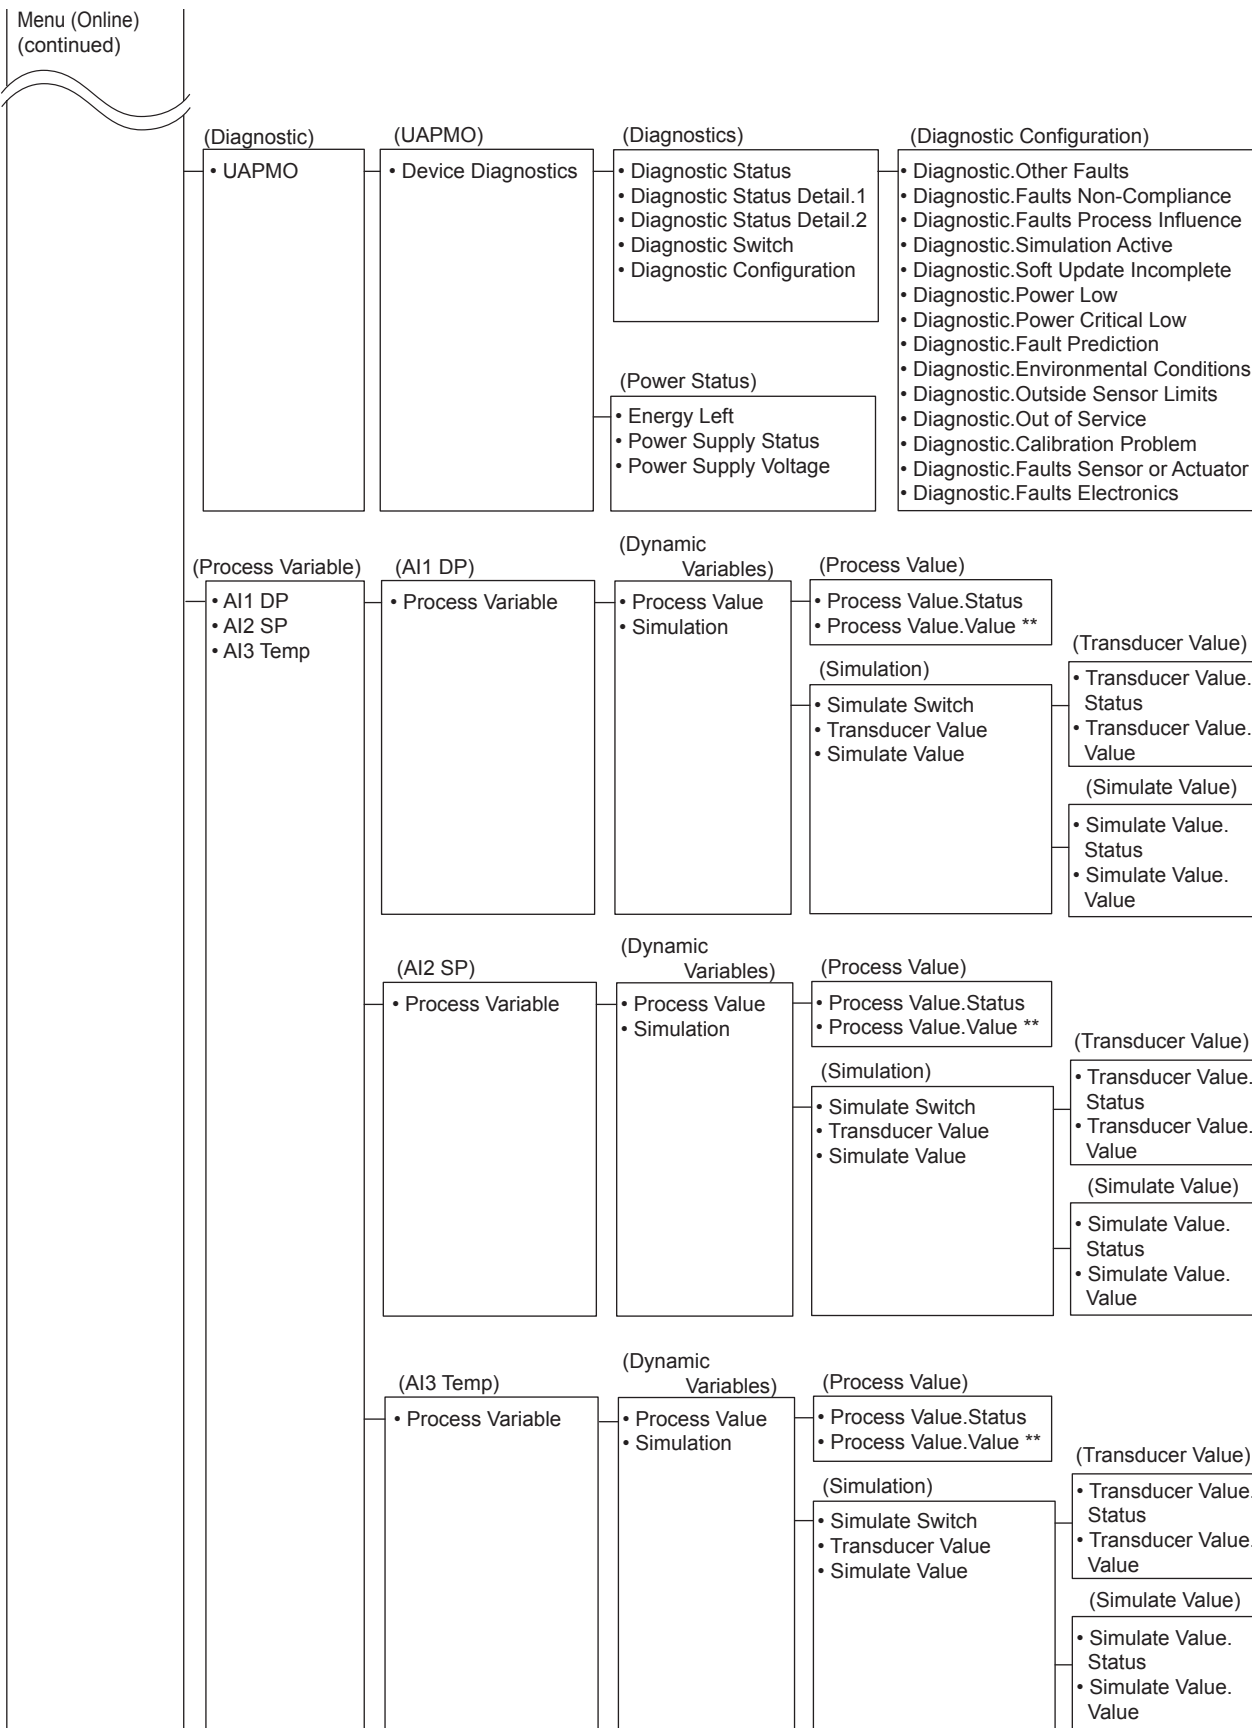 Menu (Online)
(continued)
(Diagnostic)
• UAPMO
(UAPMO)
• Device Diagnostics
(Diagnostics)
• Diagnostic Status
• Diagnostic Status Detail.1
• Diagnostic Status Detail.2
• Diagnostic Switch
• Diagnostic Configuration
(Diagnostic Configuration)
• Diagnostic.Other Faults
• Diagnostic.Faults Non-Compliance
• Diagnostic.Faults Process Influence
• Diagnostic.Simulation Active
• Diagnostic.Soft Update Incomplete
• Diagnostic.Power Low
• Diagnostic.Power Critical Low
• Diagnostic.Fault Prediction
• Diagnostic.Environmental Conditions
• Diagnostic.Outside Sensor Limits
• Diagnostic.Out of Service
• Diagnostic.Calibration Problem
• Diagnostic.Faults Sensor or Actuator
• Diagnostic.Faults Electronics
(Power Status)
• Energy Left
• Power Supply Status
• Power Supply Voltage
(Process Variable)
• AI1 DP
• AI2 SP
• AI3 Temp
(AI1 DP)
• Process Variable
(Dynamic
Variables)
• Process Value
• Simulation
(Process Value)
• Process Value.Status
• Process Value.Value **
(Simulation)
• Simulate Switch
• Transducer Value
• Simulate Value
(Transducer Value)
• Transducer Value.
Status
• Transducer Value.
Value
(Simulate Value)
• Simulate Value.
Status
• Simulate Value.
Value
(AI2 SP)
• Process Variable
(Dynamic
Variables)
• Process Value
• Simulation
(Process Value)
• Process Value.Status
• Process Value.Value **
(Simulation)
• Simulate Switch
• Transducer Value
• Simulate Value
(Transducer Value)
• Transducer Value.
Status
• Transducer Value.
Value
(Simulate Value)
• Simulate Value.
Status
• Simulate Value.
Value
(AI3 Temp)
• Process Variable
(Dynamic
Variables)
• Process Value
• Simulation
(Process Value)
• Process Value.Status
• Process Value.Value **
(Simulation)
• Simulate Switch
• Transducer Value
• Simulate Value
(Transducer Value)
• Transducer Value.
Status
• Transducer Value.
Value
(Simulate Value)
• Simulate Value.
Status
• Simulate Value.
Value